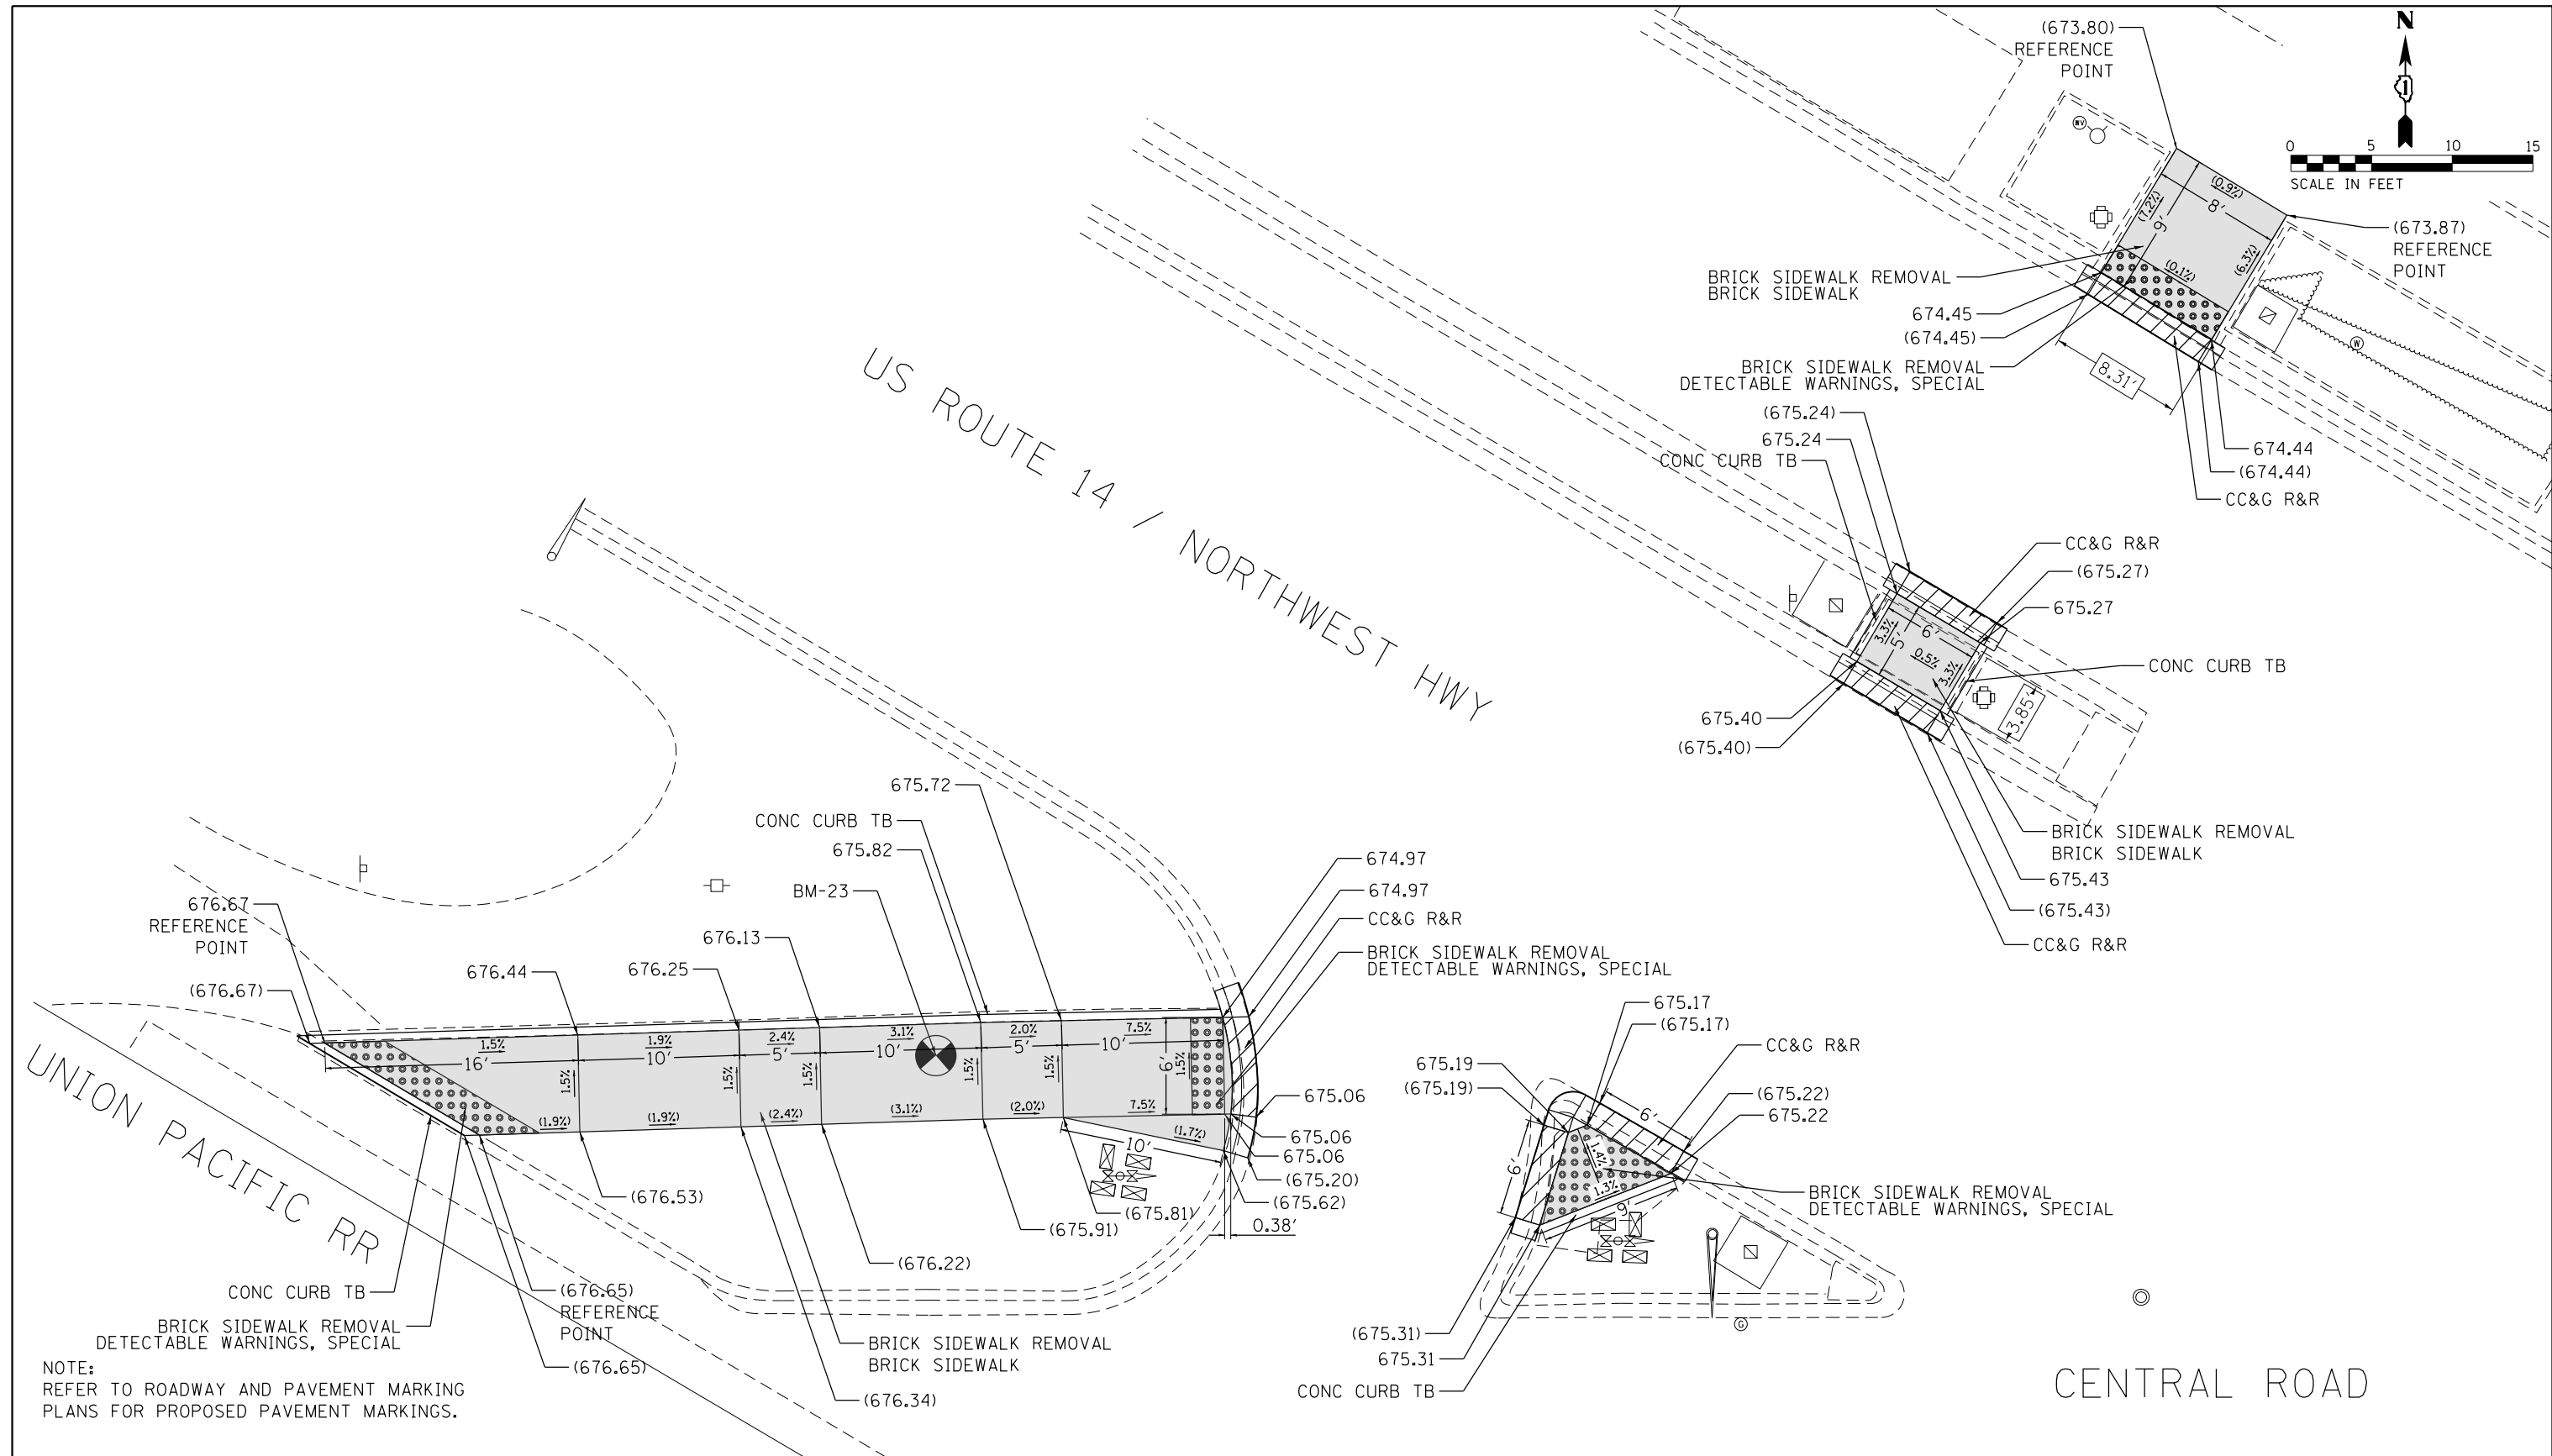 (673.80)
REFERENCE
POINT
N
1
0 5 10 15
SCALE IN FEET
WV
(0.9%)
8'
(7.2%)
9'
(6.3%)
(0.1%)
(673.87)
REFERENCE
POINT
BRICK SIDEWALK REMOVAL
BRICK SIDEWALK
674.45
(674.45)
W
BRICK SIDEWALK REMOVAL
DETECTABLE WARNINGS, SPECIAL
8.31'
674.44
(674.44)
CC&G R&R
US ROUTE 14 / NORTHWEST HWY
(675.24)
675.24
CONC CURB TB
CC&G R&R
(675.27)
675.27
3.3%
5'
6'
0.5%
3.3%
CONC CURB TB
3.85'
675.40
(675.40)
BRICK SIDEWALK REMOVAL
BRICK SIDEWALK
675.43
(675.43)
CC&G R&R
675.72
CONC CURB TB
675.82
BM-23
674.97
674.97
CC&G R&R
BRICK SIDEWALK REMOVAL
DETECTABLE WARNINGS, SPECIAL
676.67
REFERENCE
POINT
(676.67)
676.44
676.25
676.13
1.5%
16'
1.9%
10'
2.4%
5'
3.1%
10'
2.0%
5'
7.5%
10'
1.5%
1.5%
1.5%
1.5%
1.5%
6'
1.5%
(1.9%)
(1.9%)
(2.4%)
(3.1%)
(2.0%)
7.5%
(1.7%)
10'
675.06
675.06
675.06
(675.20)
(675.62)
0.38'
(675.81)
(675.91)
(676.53)
(676.22)
UNION PACIFIC RR
CONC CURB TB
BRICK SIDEWALK REMOVAL
DETECTABLE WARNINGS, SPECIAL
(676.65)
REFERENCE
POINT
(676.65)
BRICK SIDEWALK REMOVAL
BRICK SIDEWALK
(676.34)
675.17
(675.17)
675.19
(675.19)
CC&G R&R
(675.22)
675.22
6'
6'
1.4%
1.3%
9'
BRICK SIDEWALK REMOVAL
DETECTABLE WARNINGS, SPECIAL
G
(675.31)
675.31
CONC CURB TB
CENTRAL ROAD
NOTE:
REFER TO ROADWAY AND PAVEMENT MARKING
PLANS FOR PROPOSED PAVEMENT MARKINGS.